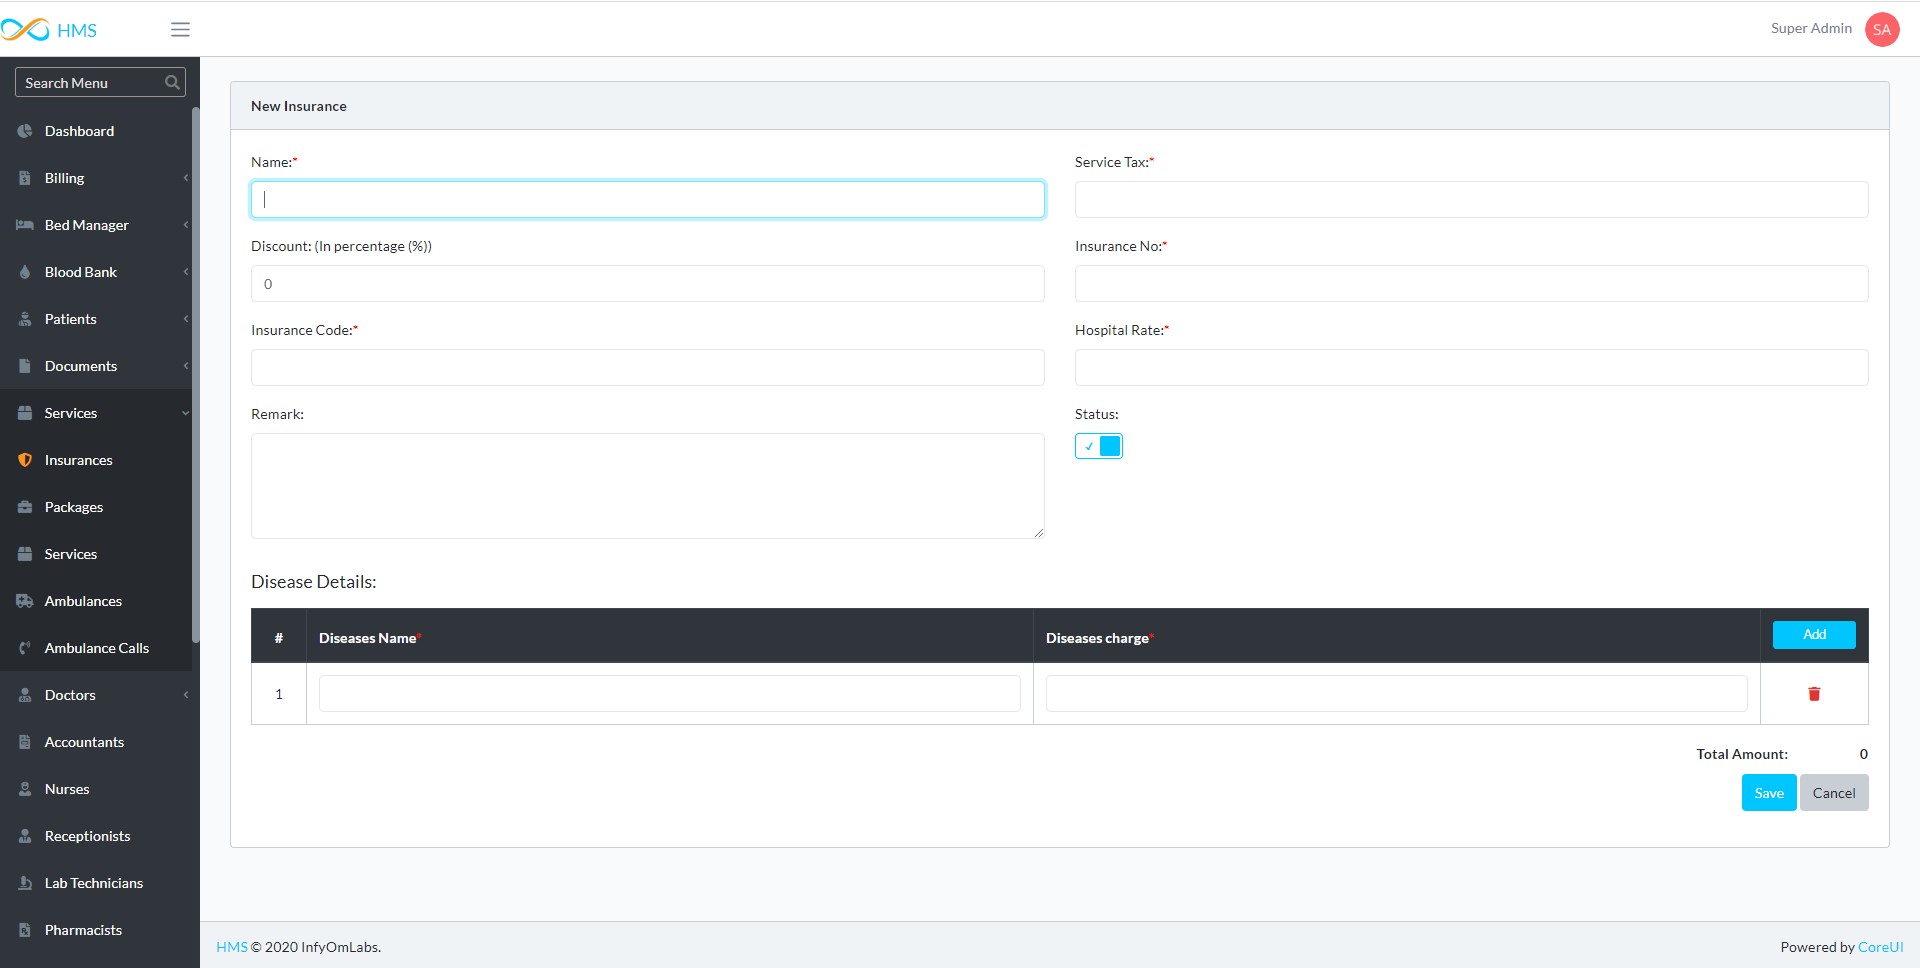 HMS
Super Admin
SA
Search Menu
Dashboard
Billing
Bed Manager
Blood Bank
Patients
Documents
Services
Insurances
Packages
Services
Ambulances
Ambulance Calls
Doctors
Accountants
Nurses
Receptionists
Lab Technicians
Pharmacists
New Insurance
Name:*
Service Tax:*
Discount: (In percentage (%))
0
Insurance No:*
Insurance Code:*
Hospital Rate:*
Remark:
Status:
Disease Details:
# Diseases Name* Diseases charge* Add
1
Total Amount: 0
Save Cancel
HMS © 2020 InfyOmLabs.
Powered by CoreUI